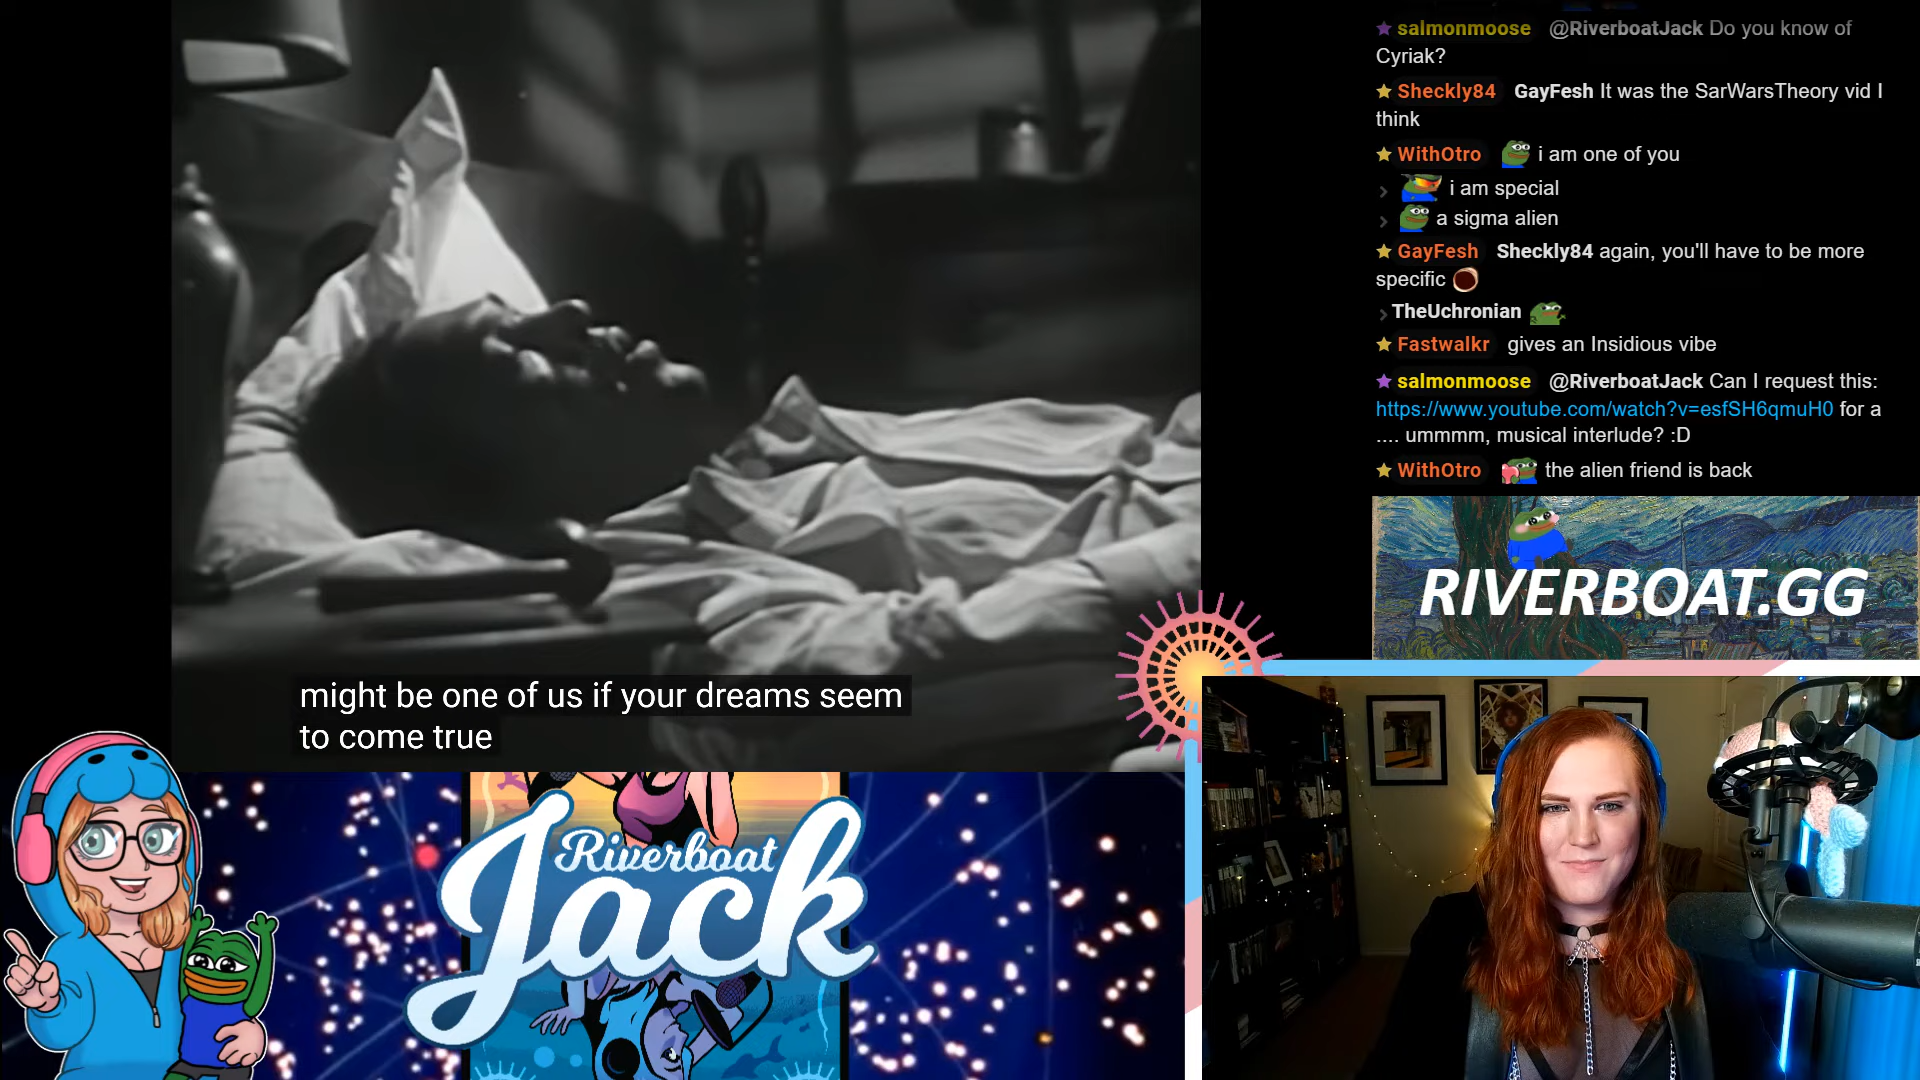 salmonmoose @RiverboatJack Do you know of
Cyriak?
Sheckly84 GayFesh It was the SarWarsTheory vid I
think
WithOtro i am one of you
i am special
a sigma alien
GayFesh Sheckly84 again, you'll have to be more
specific
TheUchronian
Fastwalkr gives an Insidious vibe
salmonmoose @RiverboatJack Can I request this:
https://www.youtube.com/watch?v=esfSH6qmuH0 for a
.... ummmm, musical interlude? :D
WithOtro the alien friend is back
RIVERBOAT.GG
might be one of us if your dreams seem
to come true
Riverboat
Jack